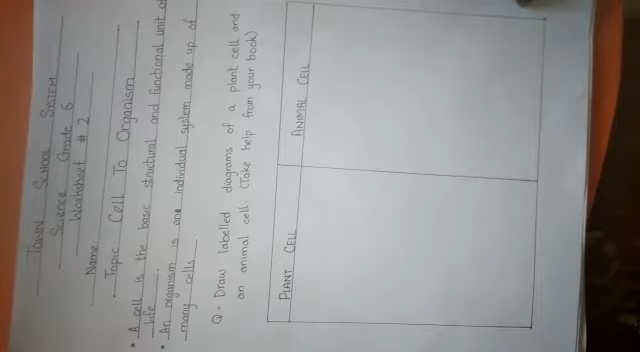 TOWN SCHOOL SYSTEM
Science Grade 6
Worksheet # 2
Name:
Topic Cell To Organism
• A cell is the basic structural and functional unit of
life.
• An organism is one individual system made up of
many cells
Q. Draw labelled diagrams of a plant cell and
an animal cell. (Take help from your book)
PLANT CELL ANIMAL CELL